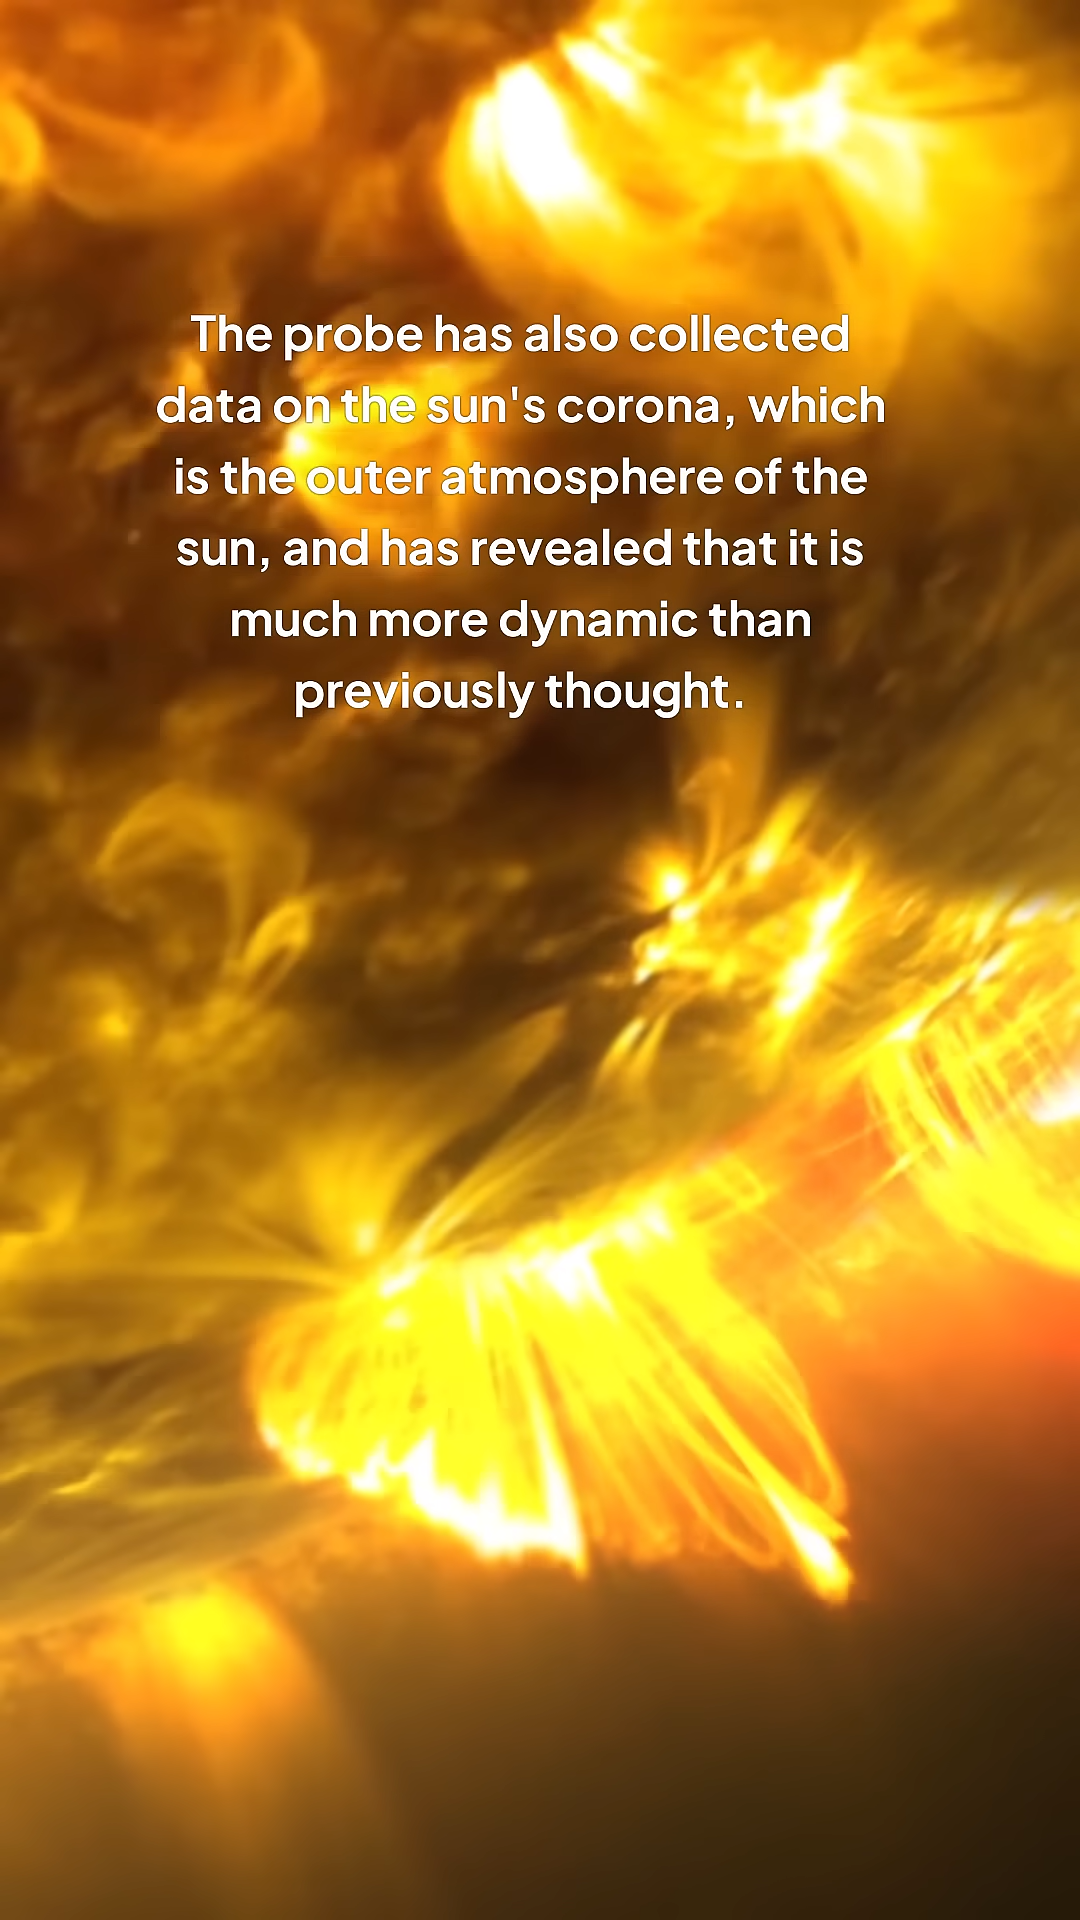 The probe has also collected
data on the sun's corona, which
is the outer atmosphere of the
sun, and has revealed that it is
much more dynamic than
previously thought.